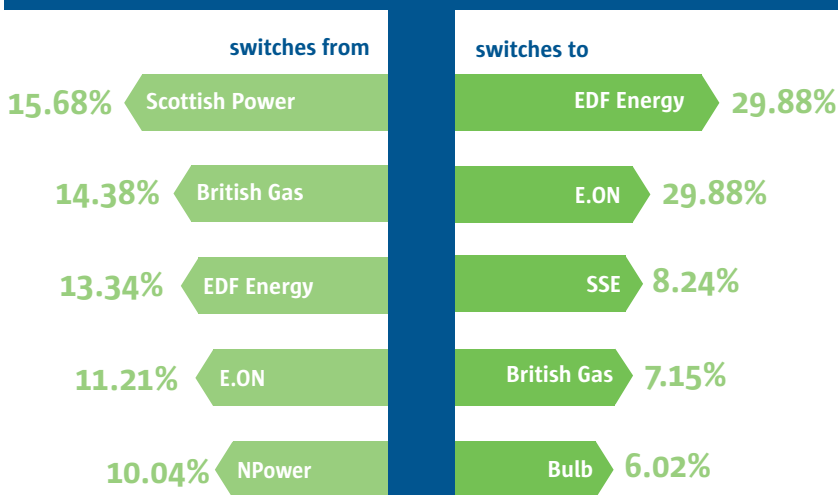 switches from
switches to
15.68% Scottish Power
EDF Energy 29.88%
14.38% British Gas
E.ON 29.88%
13.34% EDF Energy
SSE 8.24%
11.21% E.ON
British Gas 7.15%
10.04% NPower
Bulb 6.02%